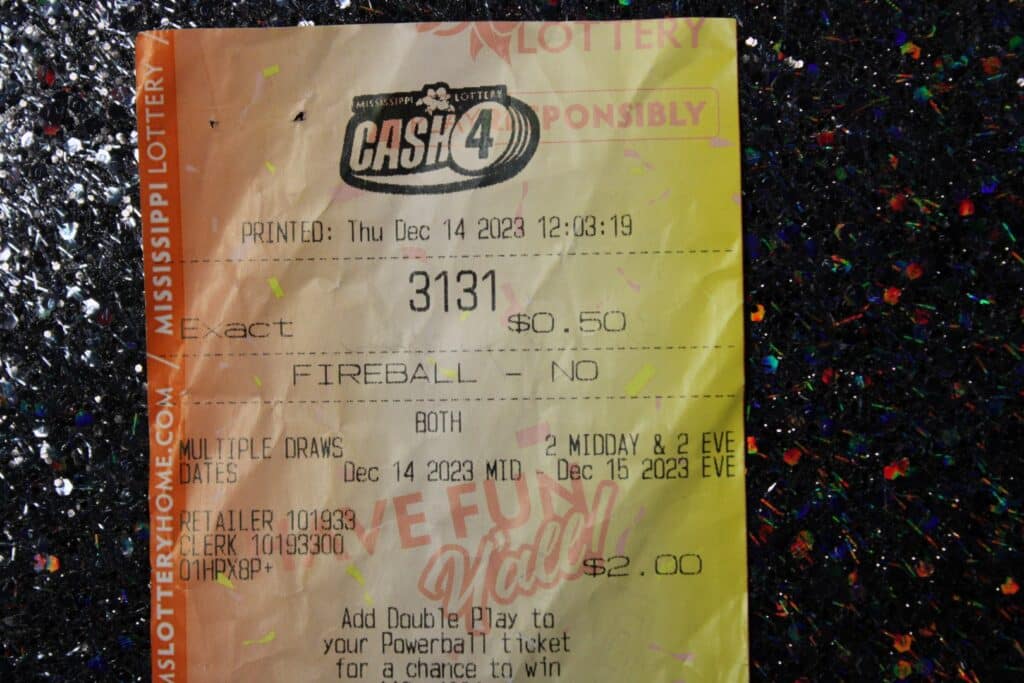 LOTTERY
PONSIBLY
MISSISSIPPI LOTTERY
CASH 4
PRINTED: Thu Dec 14 2023 12:03:19
3131
Exact $0.50
FIREBALL - NO
BOTH
MULTIPLE DRAWS 2 MIDDAY & 2 EVE
DATES Dec 14 2023 MID Dec 15 2023 EVE
HAVE FUN
Y'all!
RETAILER 101933
CLERK 10193300
01HPX8P+ $2.00
Add Double Play to
your Powerball ticket
for a chance to win
MSLOTTERYHOME.COM / MISSISSIPPI LOTTERY /